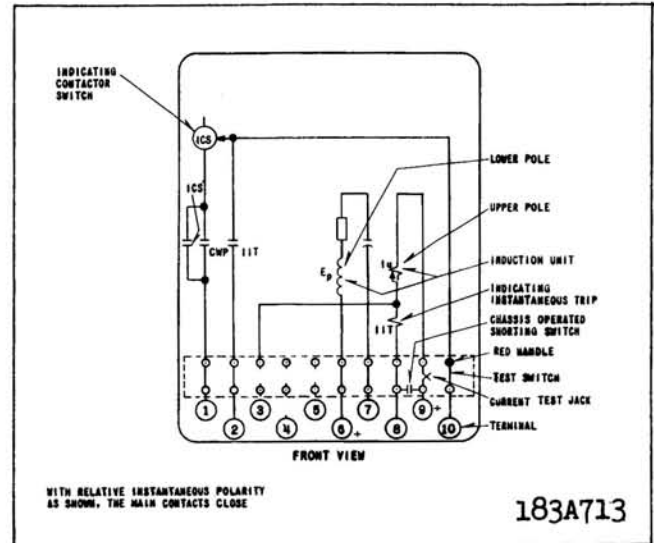 INDICATING
CONTACTOR
SWITCH
ICS
ICS
CWP
IIT
LOWER POLE
UPPER POLE
INDUCTION UNIT
INDICATING
INSTANTANEOUS TRIP
CHASSIS OPERATED
SHORTING SWITCH
RED HANDLE
TEST SWITCH
CURRENT TEST JACK
TERMINAL
Ep
Iu
IIT
1
2
3
4
5
6 +
7
8
9 +
10
FRONT VIEW
WITH RELATIVE INSTANTANEOUS POLARITY
AS SHOWN, THE MAIN CONTACTS CLOSE
183A713